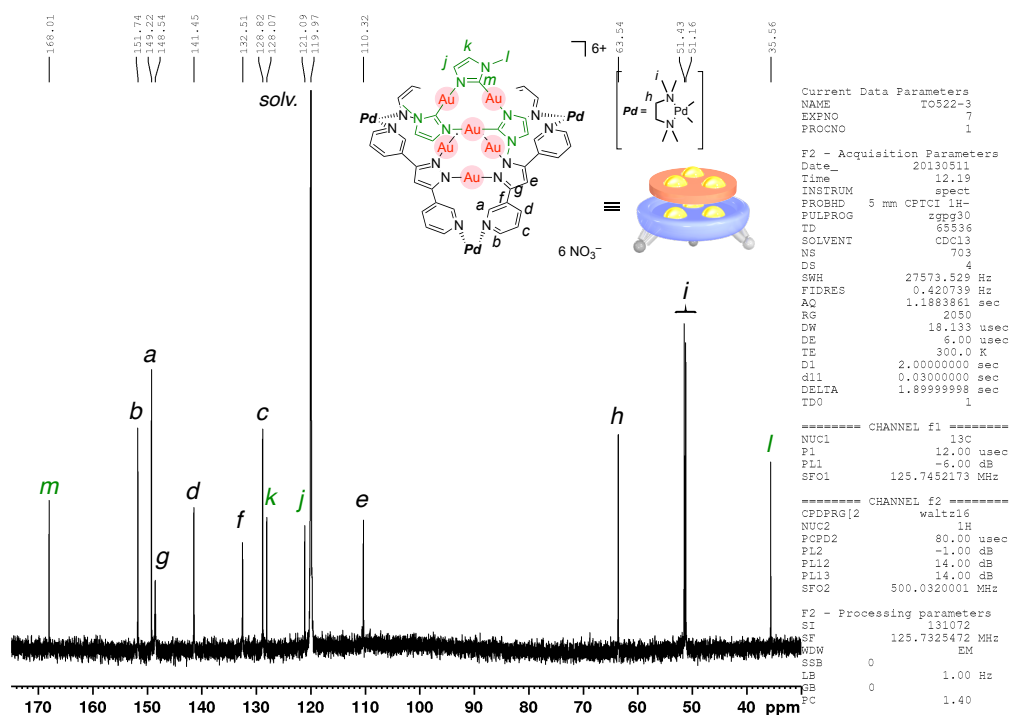 168.01
151.74
149.22
148.54
141.45
132.51
128.82
128.07
121.09
119.97
110.32
63.54
51.43
51.16
35.56
solv.
k
j
l
N
N
m
6+
Au
Au
Pd
N
N
N
N
Pd
N
N
N
Au
N
N
Au
Au
N
N
Au
N
N
e
g
f
a
d
N
N
b
c
Pd
i
h
N
Pd =
Pd
N
≡
6 NO3−
m
b
a
g
d
f
c
k
j
e
h
i
l
170 160 150 140 130 120 110 100 90 80 70 60 50 40 ppm
Current Data Parameters
NAME TO522-3
EXPNO 7
PROCNO 1
F2 - Acquisition Parameters
Date_ 20130511
Time 12.19
INSTRUM spect
PROBHD 5 mm CPTCI 1H-
PULPROG zgpg30
TD 65536
SOLVENT CDCl3
NS 703
DS 4
SWH 27573.529 Hz
FIDRES 0.420739 Hz
AQ 1.1883861 sec
RG 2050
DW 18.133 usec
DE 6.00 usec
TE 300.0 K
D1 2.00000000 sec
d11 0.03000000 sec
DELTA 1.89999998 sec
TD0 1
======== CHANNEL f1 ========
NUC1 13C
P1 12.00 usec
PL1 -6.00 dB
SFO1 125.7452173 MHz
======== CHANNEL f2 ========
CPDPRG[2 waltz16
NUC2 1H
PCPD2 80.00 usec
PL2 -1.00 dB
PL12 14.00 dB
PL13 14.00 dB
SFO2 500.0320001 MHz
F2 - Processing parameters
SI 131072
SF 125.7325472 MHz
WDW EM
SSB 0
LB 1.00 Hz
GB 0
PC 1.40